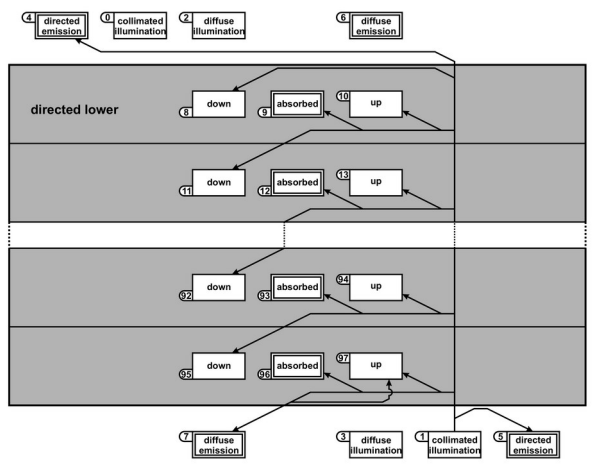 4 directed 0 collimated 2 diffuse 6 diffuse
emission illumination illumination emission
directed lower
down absorbed 10 up
8 9
13
down absorbed up
11 12
94
down absorbed up
92 93
97
down absorbed up
95 96
7 diffuse 3 diffuse 1 collimated 5 directed
emission illumination illumination emission